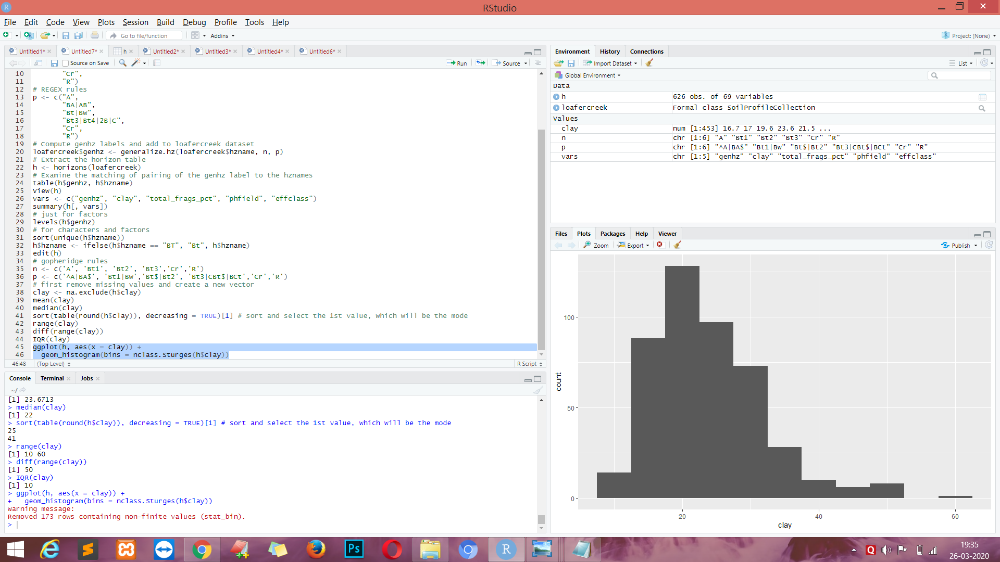 RStudio
File Edit Code View Plots Session Build Debug Profile Tools Help
Go to file/function Addins Project: (None)
Untitled1* Untitled7* h Untitled2* Untitled3* Untitled4* Untitled6*
Source on Save Run Source
10 "Cr",
11 "R")
12 # REGEX rules
13 p <- c("A",
14 "BA|AB",
15 "Bt|Bw",
16 "Bt3|Bt4|2B|C",
17 "Cr",
18 "R")
19 # Compute genhz labels and add to loafercreek dataset
20 loafercreek$genhz <- generalize.hz(loafercreek$hzname, n, p)
21 # Extract the horizon table
22 h <- horizons(loafercreek)
23 # Examine the matching of pairing of the genhz label to the hznames
24 table(h$genhz, h$hzname)
25 View(h)
26 vars <- c("genhz", "clay", "total_frags_pct", "phfield", "effclass")
27 summary(h[, vars])
28 # just for factors
29 levels(h$genhz)
30 # for characters and factors
31 sort(unique(h$hzname))
32 h$hzname <- ifelse(h$hzname == "BT", "Bt", h$hzname)
33 edit(h)
34 # gopheridge rules
35 n <- c('A', 'Bt1', 'Bt2', 'Bt3','Cr','R')
36 p <- c('^A|BA$', 'Bt1|Bw','Bt$|Bt2', 'Bt3|CBt$|BCt','Cr','R')
37 # first remove missing values and create a new vector
38 clay <- na.exclude(h$clay)
39 mean(clay)
40 median(clay)
41 sort(table(round(h$clay)), decreasing = TRUE)[1] # sort and select the 1st value, which will be the mode
42 range(clay)
43 diff(range(clay))
44 IQR(clay)
45 ggplot(h, aes(x = clay)) +
46 geom_histogram(bins = nclass.Sturges(h$clay))
46:48 (Top Level) R Script
Console Terminal Jobs
~/
[1] 23.6713
> median(clay)
[1] 22
> sort(table(round(h$clay)), decreasing = TRUE)[1] # sort and select the 1st value, which will be the mode
25
41
> range(clay)
[1] 10 60
> diff(range(clay))
[1] 50
> IQR(clay)
[1] 10
> ggplot(h, aes(x = clay)) +
+ geom_histogram(bins = nclass.Sturges(h$clay))
Warning message:
Removed 173 rows containing non-finite values (stat_bin).
>
Environment History Connections
Import Dataset List
Global Environment
Data
h 626 obs. of 69 variables
loafercreek Formal class SoilProfileCollection
Values
clay num [1:453] 16.7 17 19.6 23.6 21.5 ...
n chr [1:6] "A" "Bt1" "Bt2" "Bt3" "Cr" "R"
p chr [1:6] "^A|BA$" "Bt1|Bw" "Bt$|Bt2" "Bt3|CBt$|BCt" "Cr" "R"
vars chr [1:5] "genhz" "clay" "total_frags_pct" "phfield" "effclass"
Files Plots Packages Help Viewer
Zoom Export Publish
100
50
0
count
20 40 60
clay
Ps R Q
19:35
26-03-2020